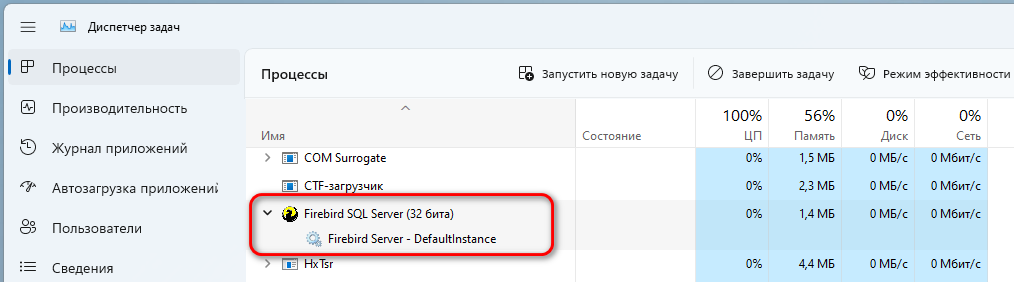 Диспетчер задач
Процессы
Производительность
Журнал приложений
Автозагрузка приложений
Пользователи
Сведения
Процессы
Запустить новую задачу
Завершить задачу
Режим эффективности
100% 56% 0% 0%
Имя Состояние ЦП Память Диск Сеть
COM Surrogate 0% 1,5 МБ 0 МБ/с 0 Мбит/с
CTF-загрузчик 0% 2,3 МБ 0 МБ/с 0 Мбит/с
Firebird SQL Server (32 бита) 0% 1,4 МБ 0 МБ/с 0 Мбит/с
Firebird Server - DefaultInstance
HxTsr 0% 4,4 МБ 0 МБ/с 0 Мбит/с